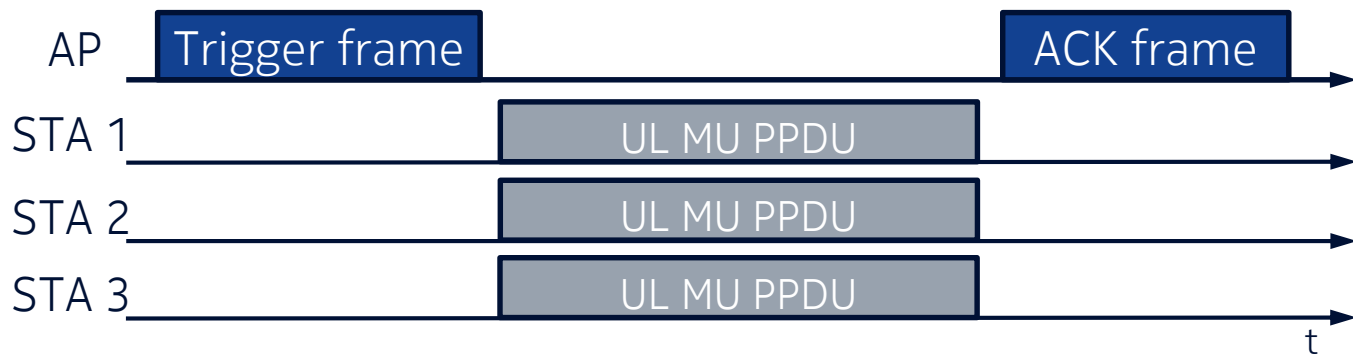 AP Trigger frame ACK frame
STA 1 UL MU PPDU
STA 2 UL MU PPDU
STA 3 UL MU PPDU
t